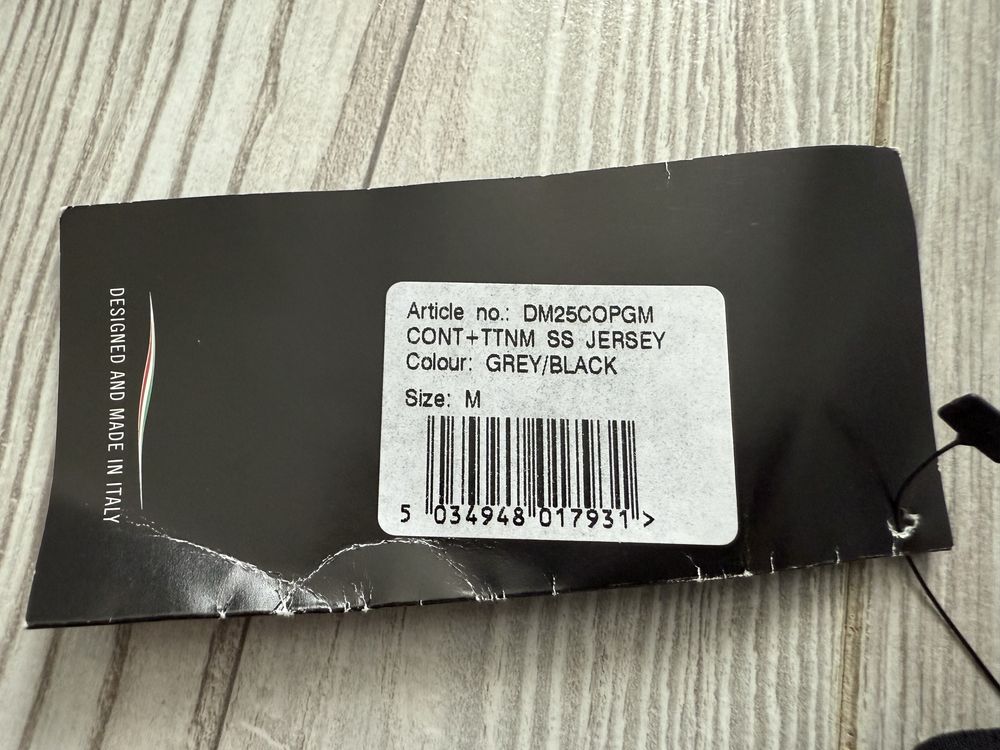 DESIGNED AND MADE IN ITALY
Article no.: DM25COPGM
CONT+TTNM SS JERSEY
Colour: GREY/BLACK
Size: M
5 034948 017931 >